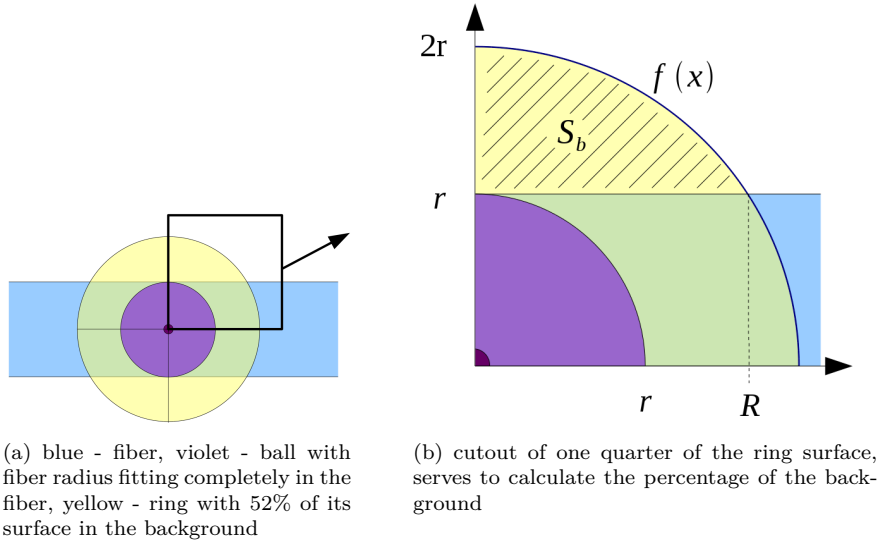 2r
f (x)
S_b
r
r
R
(a) blue - fiber, violet - ball with
fiber radius fitting completely in the
fiber, yellow - ring with 52% of its
surface in the background
(b) cutout of one quarter of the ring surface,
serves to calculate the percentage of the back-
ground